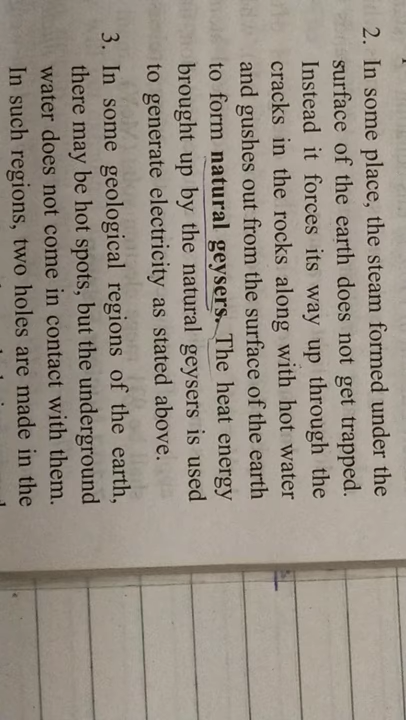 2. In some place, the steam formed under the
surface of the earth does not get trapped.
Instead it forces its way up through the
cracks in the rocks along with hot water
and gushes out from the surface of the earth
to form natural geysers. The heat energy
brought up by the natural geysers is used
to generate electricity as stated above.
3. In some geological regions of the earth,
there may be hot spots, but the underground
water does not come in contact with them.
In such regions, two holes are made in the